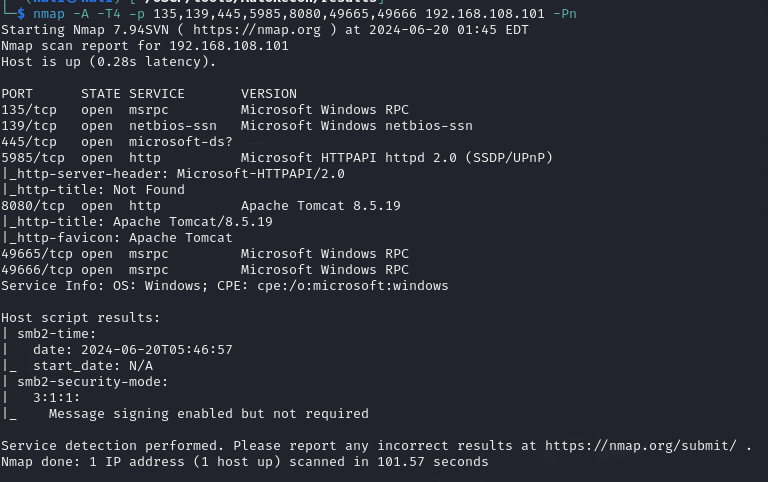 └─$ nmap -A -T4 -p 135,139,445,5985,8080,49665,49666 192.168.108.101 -Pn
Starting Nmap 7.94SVN ( https://nmap.org ) at 2024-06-20 01:45 EDT
Nmap scan report for 192.168.108.101
Host is up (0.28s latency).

PORT      STATE SERVICE       VERSION
135/tcp   open  msrpc         Microsoft Windows RPC
139/tcp   open  netbios-ssn   Microsoft Windows netbios-ssn
445/tcp   open  microsoft-ds?
5985/tcp  open  http          Microsoft HTTPAPI httpd 2.0 (SSDP/UPnP)
|_http-server-header: Microsoft-HTTPAPI/2.0
|_http-title: Not Found
8080/tcp  open  http          Apache Tomcat 8.5.19
|_http-title: Apache Tomcat/8.5.19
|_http-favicon: Apache Tomcat
49665/tcp open  msrpc         Microsoft Windows RPC
49666/tcp open  msrpc         Microsoft Windows RPC
Service Info: OS: Windows; CPE: cpe:/o:microsoft:windows

Host script results:
| smb2-time:
|   date: 2024-06-20T05:46:57
|_  start_date: N/A
| smb2-security-mode:
|   3:1:1:
|_    Message signing enabled but not required

Service detection performed. Please report any incorrect results at https://nmap.org/submit/ .
Nmap done: 1 IP address (1 host up) scanned in 101.57 seconds